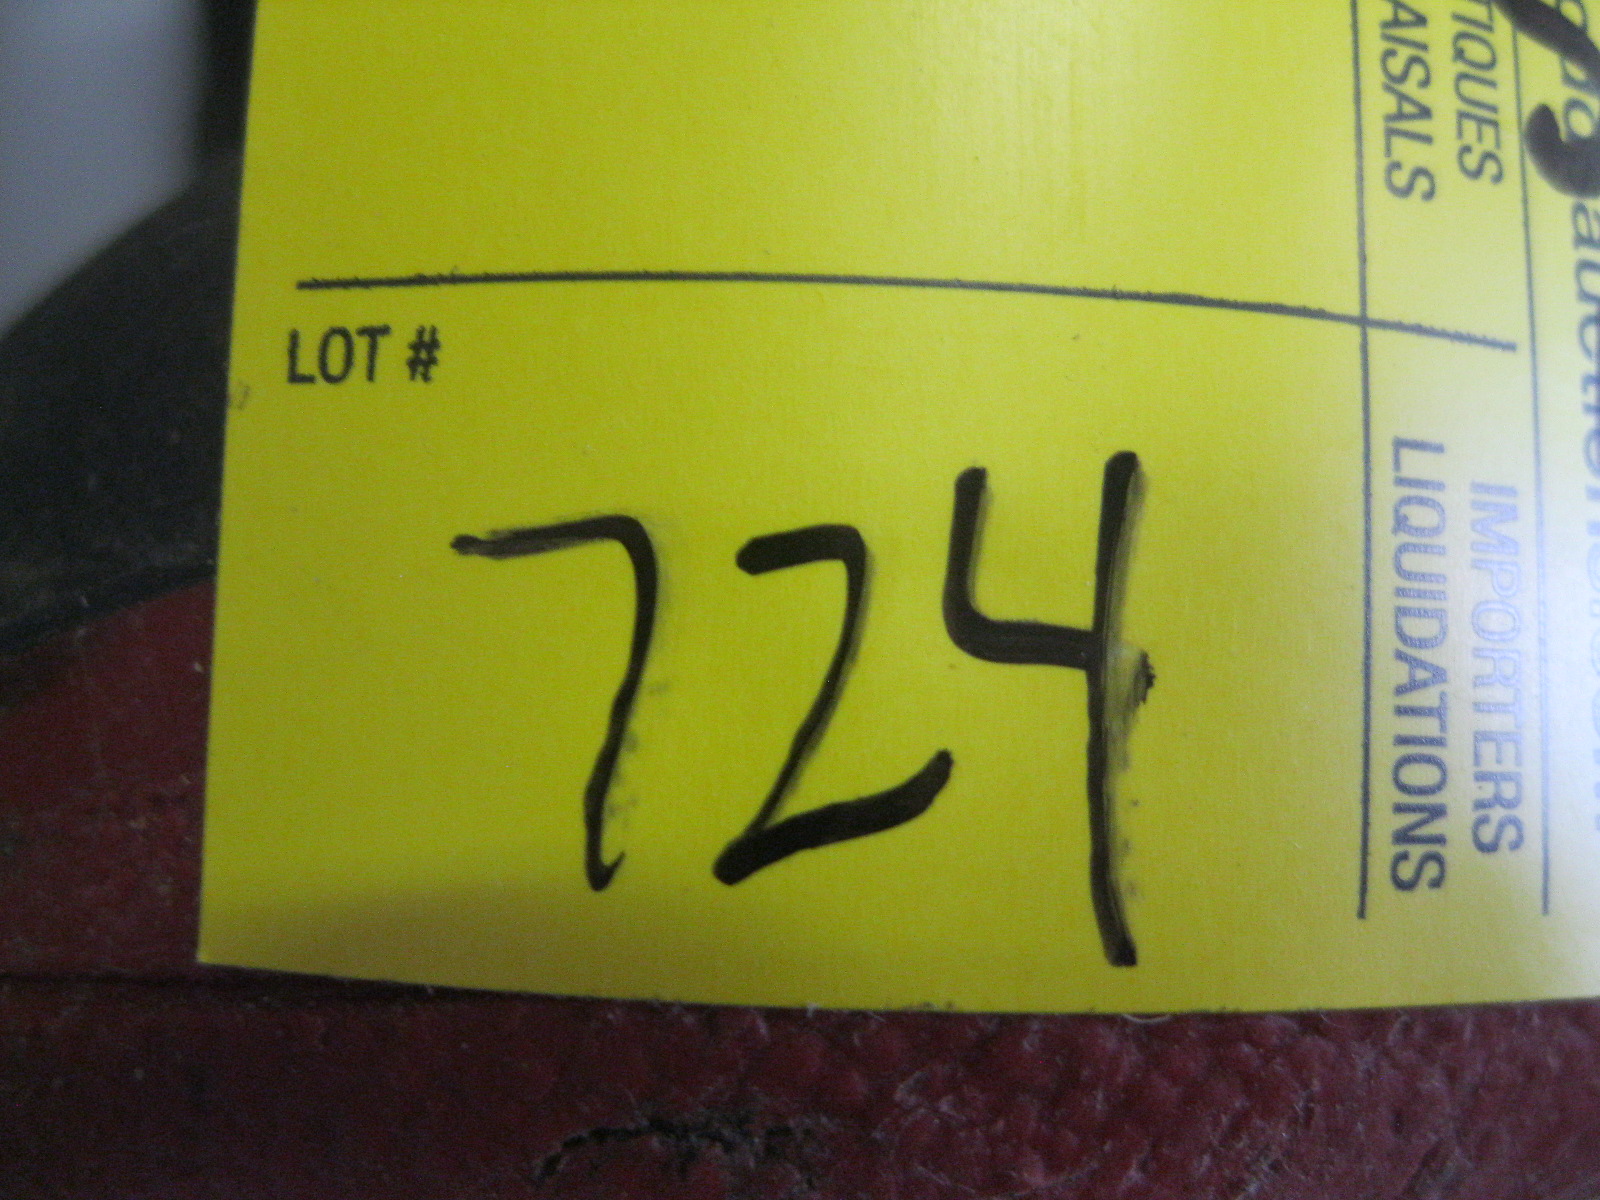 LOT #
724
TIQUES
AISALS
IMPORTERS
LIQUIDATIONS